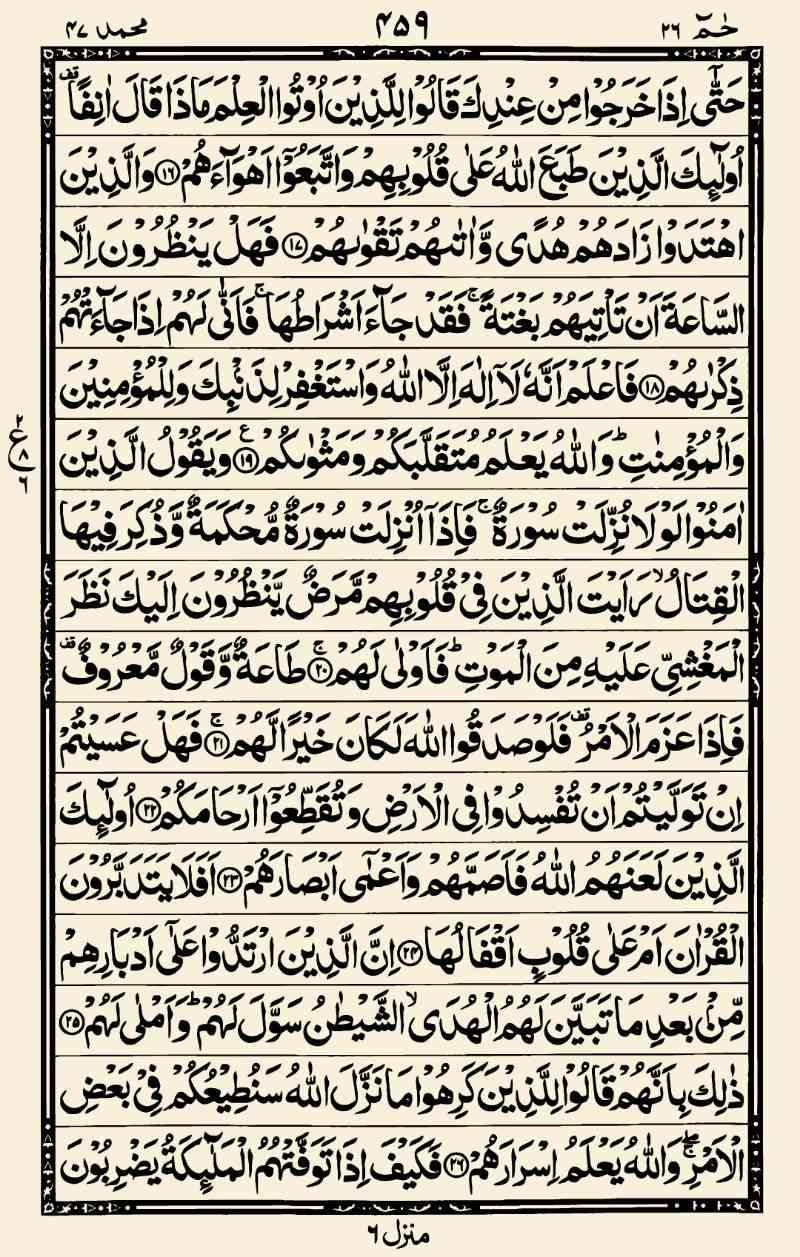 حٰمٓ ٢٦
٤٥٩
محمد ٤٧
حَتّٰٓى اِذَا خَرَجُوْا مِنْ عِنْدِكَ قَالُوْا لِلَّذِيْنَ اُوْتُوا الْعِلْمَ مَاذَا قَالَ اٰنِفًا ۫
اُولٰٓئِكَ الَّذِيْنَ طَبَعَ اللّٰهُ عَلٰى قُلُوْبِهِمْ وَاتَّبَعُوْٓا اَهْوَآءَهُمْ ﴿١٦﴾ وَالَّذِيْنَ
اهْتَدَوْا زَادَهُمْ هُدًى وَّاٰتٰىهُمْ تَقْوٰىهُمْ ﴿١٧﴾ فَهَلْ يَنْظُرُوْنَ اِلَّا
السَّاعَةَ اَنْ تَاْتِيَهُمْ بَغْتَةً ۚ فَقَدْ جَآءَ اَشْرَاطُهَا ۚ فَاَنّٰى لَهُمْ اِذَا جَآءَتْهُمْ
ذِكْرٰىهُمْ ﴿١٨﴾ فَاعْلَمْ اَنَّهٗ لَآ اِلٰهَ اِلَّا اللّٰهُ وَاسْتَغْفِرْ لِذَنْۢبِكَ وَلِلْمُؤْمِنِيْنَ
وَالْمُؤْمِنٰتِ ؕ وَاللّٰهُ يَعْلَمُ مُتَقَلَّبَكُمْ وَمَثْوٰىكُمْ ﴿١٩﴾ ع وَيَقُوْلُ الَّذِيْنَ
٢ ع ٨ ٦
اٰمَنُوْا لَوْلَا نُزِّلَتْ سُوْرَةٌ ۚ فَاِذَآ اُنْزِلَتْ سُوْرَةٌ مُّحْكَمَةٌ وَّذُكِرَ فِيْهَا
الْقِتَالُ ۙ رَاَيْتَ الَّذِيْنَ فِيْ قُلُوْبِهِمْ مَّرَضٌ يَّنْظُرُوْنَ اِلَيْكَ نَظَرَ
الْمَغْشِيِّ عَلَيْهِ مِنَ الْمَوْتِ ؕ فَاَوْلٰى لَهُمْ ﴿٢٠﴾ ۚ طَاعَةٌ وَّقَوْلٌ مَّعْرُوْفٌ ۫
فَاِذَا عَزَمَ الْاَمْرُ ۫ فَلَوْ صَدَقُوا اللّٰهَ لَكَانَ خَيْرًا لَّهُمْ ﴿٢١﴾ ۚ فَهَلْ عَسَيْتُمْ
اِنْ تَوَلَّيْتُمْ اَنْ تُفْسِدُوْا فِي الْاَرْضِ وَتُقَطِّعُوْٓا اَرْحَامَكُمْ ﴿٢٢﴾ اُولٰٓئِكَ
الَّذِيْنَ لَعَنَهُمُ اللّٰهُ فَاَصَمَّهُمْ وَاَعْمٰٓى اَبْصَارَهُمْ ﴿٢٣﴾ اَفَلَا يَتَدَبَّرُوْنَ
الْقُرْاٰنَ اَمْ عَلٰى قُلُوْبٍ اَقْفَالُهَا ﴿٢٤﴾ اِنَّ الَّذِيْنَ ارْتَدُّوْا عَلٰٓى اَدْبَارِهِمْ
مِّنْۢ بَعْدِ مَا تَبَيَّنَ لَهُمُ الْهُدَى ۙ الشَّيْطٰنُ سَوَّلَ لَهُمْ ؕ وَاَمْلٰى لَهُمْ ﴿٢٥﴾
ذٰلِكَ بِاَنَّهُمْ قَالُوْا لِلَّذِيْنَ كَرِهُوْا مَا نَزَّلَ اللّٰهُ سَنُطِيْعُكُمْ فِيْ بَعْضِ
الْاَمْرِ ۖۚ وَاللّٰهُ يَعْلَمُ اِسْرَارَهُمْ ﴿٢٦﴾ فَكَيْفَ اِذَا تَوَفَّتْهُمُ الْمَلٰٓئِكَةُ يَضْرِبُوْنَ
منزل ٦